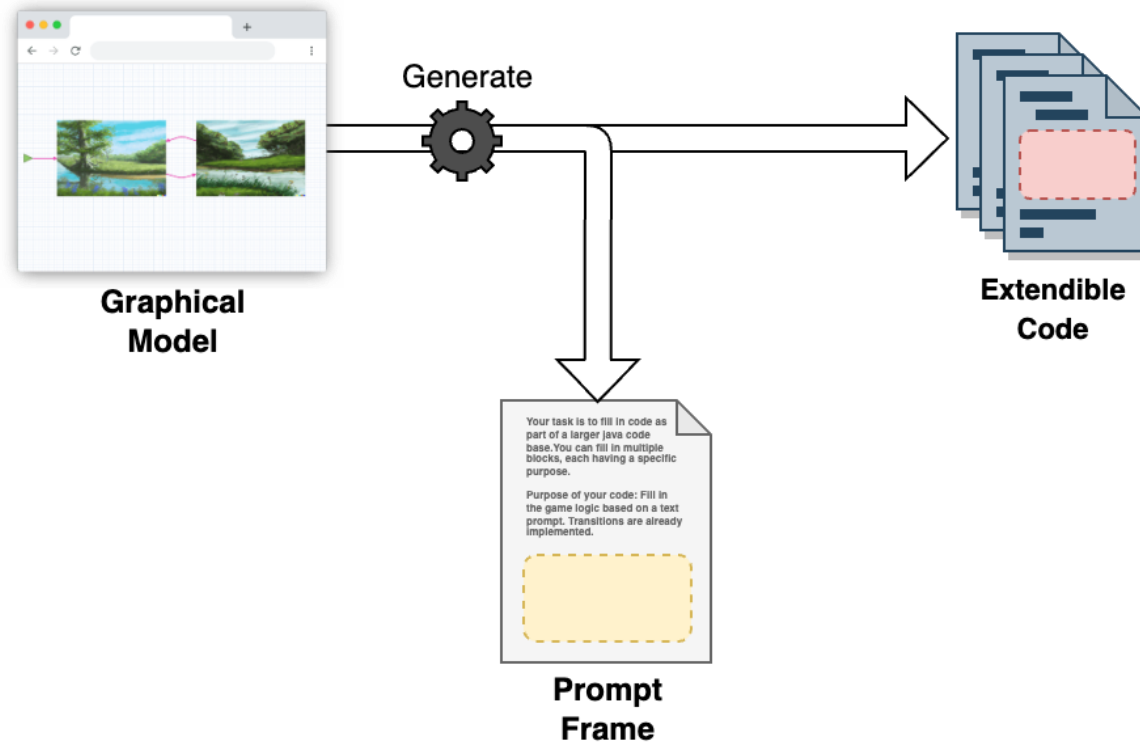 Generate
Graphical
Model
Extendible
Code
Your task is to fill in code as
part of a larger java code
base.You can fill in multiple
blocks, each having a specific
purpose.
Purpose of your code: Fill in
the game logic based on a text
prompt. Transitions are already
implemented.
Prompt
Frame